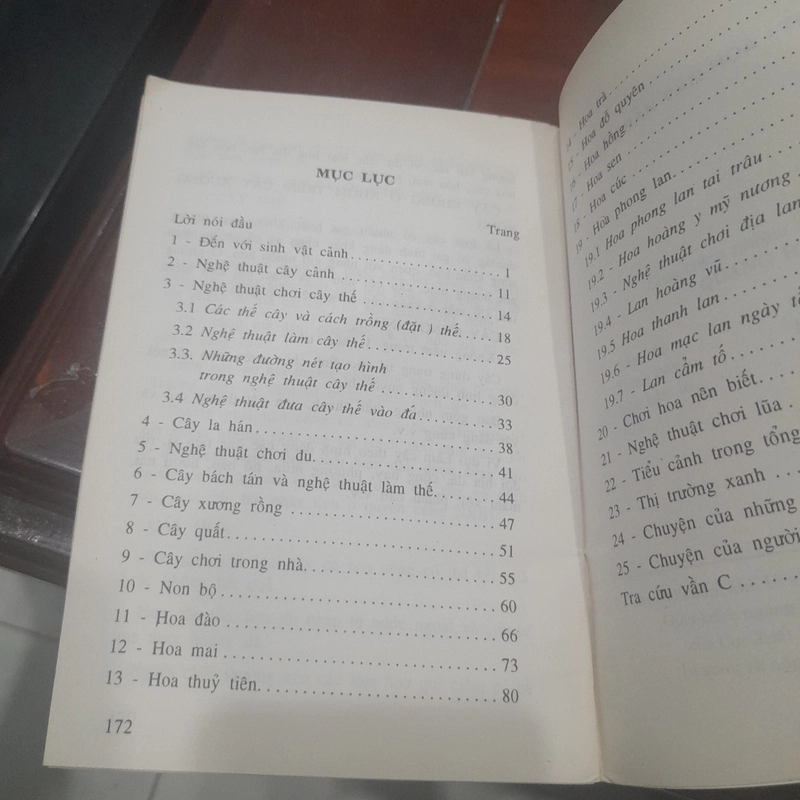 MỤC LỤC
Lời nói đầu Trang
1 - Đến với sinh vật cảnh 1
2 - Nghệ thuật cây cảnh 11
3 - Nghệ thuật chơi cây thế 14
3.1 Các thế cây và cách trồng (đặt ) thế 18
3.2 Nghệ thuật làm cây thế 25
3.3. Những đường nét tạo hình
trong nghệ thuật cây thế 30
3.4 Nghệ thuật đưa cây thế vào đá 33
4 - Cây la hán 38
5 - Nghệ thuật chơi du 41
6 - Cây bách tán và nghệ thuật làm thế. 44
7 - Cây xương rồng 47
8 - Cây quất 51
9 - Cây chơi trong nhà 55
10 - Non bộ 60
11 - Hoa đào 66
12 - Hoa mai 73
13 - Hoa thuỷ tiên 80
172
14 - Hoa trà
15 - Hoa đỗ quyên
16 - Hoa hồng
17 - Hoa sen
18 - Hoa cúc
19 - Hoa phong lan
19.1 Hoa phong lan tai trâu
19.2 - Hoa hoàng y mỹ nương
19.3 - Nghệ thuật chơi địa lan
19.4 - Lan hoàng vũ
19.5 Hoa thanh lan
19.6 - Hoa mạc lan ngày
19.7 - Lan cẩm tố
20 - Chơi hoa nên biết
21 - Nghệ thuật chơi lũa
22 - Tiểu cảnh trong tổng
23 - Thị trường xanh
24 - Chuyện của những
25 - Chuyện của người
Tra cứu vần C